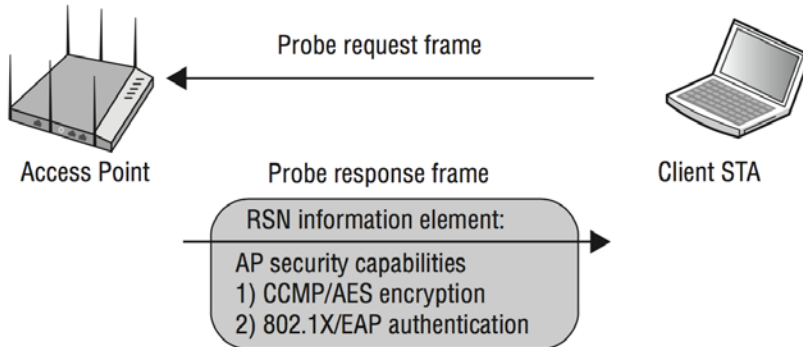 Probe request frame
Access Point
Client STA
Probe response frame
RSN information element:
AP security capabilities
1) CCMP/AES encryption
2) 802.1X/EAP authentication